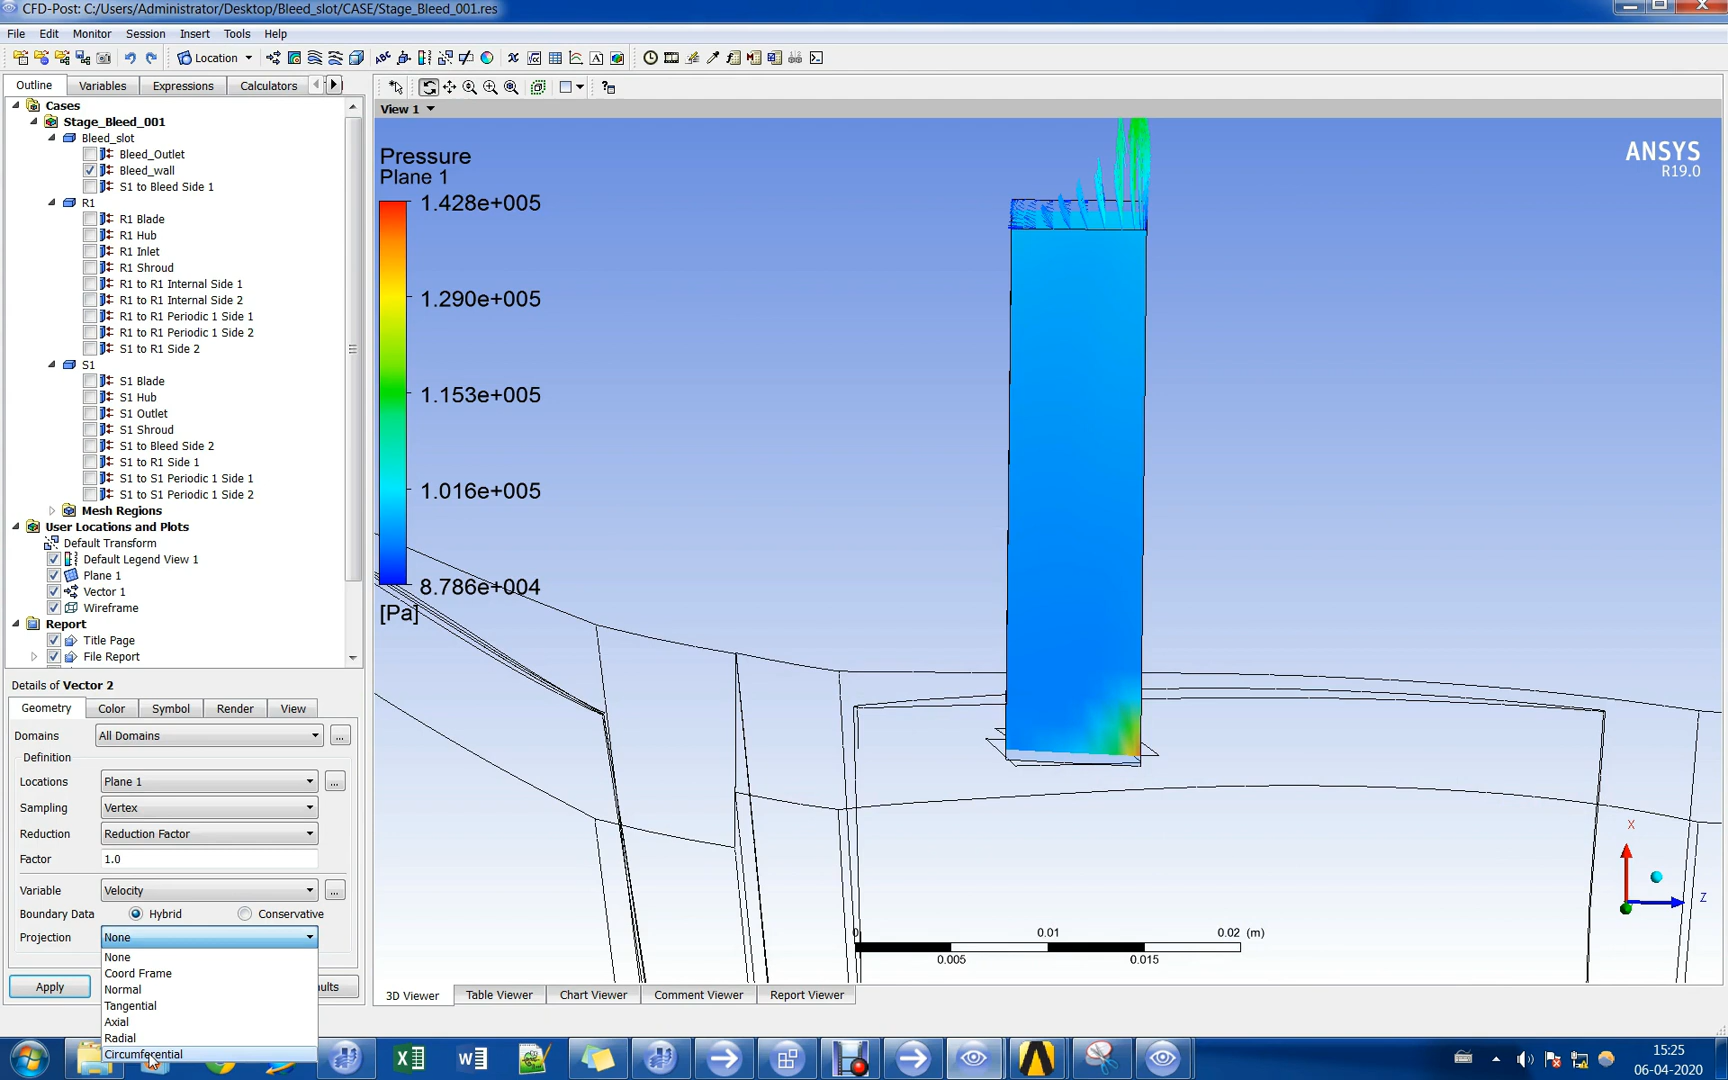 CFD-Post: C:/Users/Administrator/Desktop/Bleed_slot/CASE/Stage_Bleed_001.res
File Edit Monitor Session Insert Tools Help
Location
Outline Variables Expressions Calculators
View 1
Cases
Stage_Bleed_001
Bleed_slot
Bleed_Outlet
Bleed_wall
S1 to Bleed Side 1
R1
R1 Blade
R1 Hub
R1 Inlet
R1 Shroud
R1 to R1 Internal Side 1
R1 to R1 Internal Side 2
R1 to R1 Periodic 1 Side 1
R1 to R1 Periodic 1 Side 2
S1 to R1 Side 2
S1
S1 Blade
S1 Hub
S1 Outlet
S1 Shroud
S1 to Bleed Side 2
S1 to R1 Side 1
S1 to S1 Periodic 1 Side 1
S1 to S1 Periodic 1 Side 2
Mesh Regions
User Locations and Plots
Default Transform
Default Legend View 1
Plane 1
Vector 1
Wireframe
Report
Title Page
File Report
Details of Vector 2
Geometry Color Symbol Render View
Domains All Domains ...
Definition
Locations Plane 1 ...
Sampling Vertex
Reduction Reduction Factor
Factor 1.0
Variable Velocity ...
Boundary Data Hybrid Conservative
Projection None
None
Coord Frame
Normal
Tangential
Axial
Radial
Circumferential
Apply
ults
Pressure
Plane 1
1.428e+005
1.290e+005
1.153e+005
1.016e+005
8.786e+004
[Pa]
ANSYS
R19.0
X
Z
0 0.01 0.02 (m)
0.005 0.015
3D Viewer Table Viewer Chart Viewer Comment Viewer Report Viewer
15:25
06-04-2020